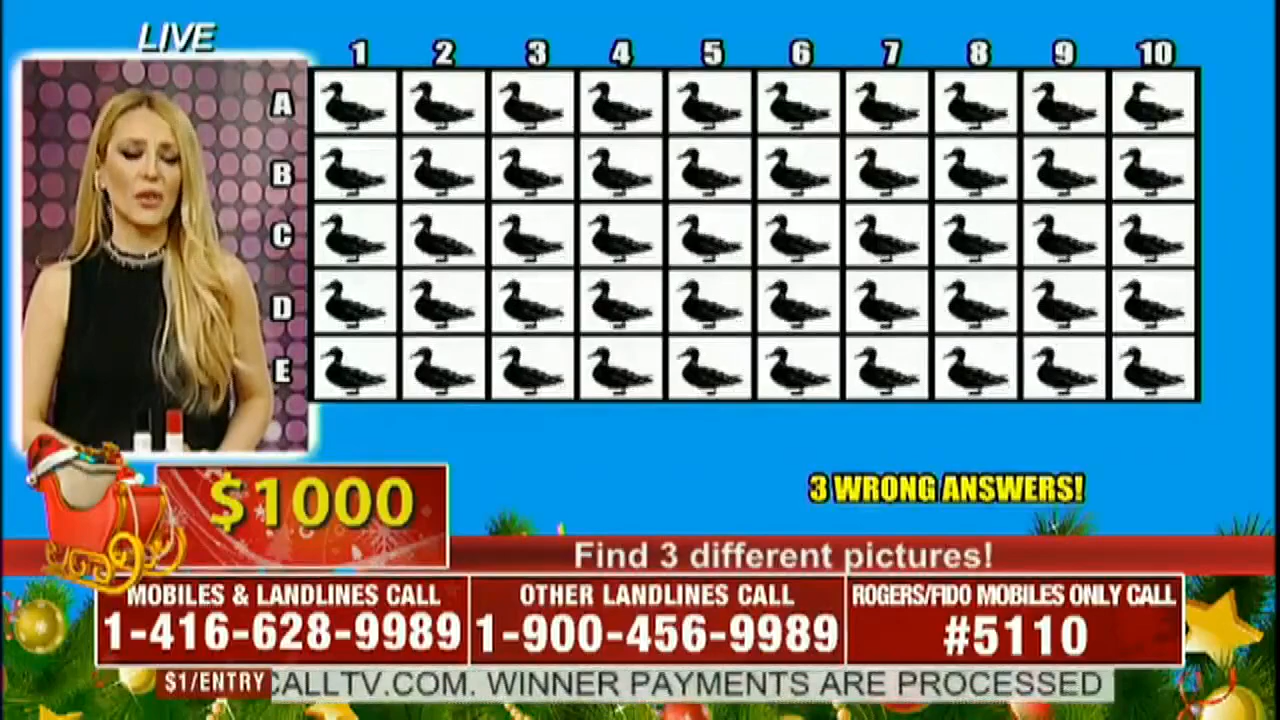 LIVE
1 2 3 4 5 6 7 8 9 10
A
B
C
D
E
3 WRONG ANSWERS!
$1000
Find 3 different pictures!
MOBILES & LANDLINES CALL
1-416-628-9989
OTHER LANDLINES CALL
1-900-456-9989
ROGERS/FIDO MOBILES ONLY CALL
#5110
$1/ENTRY
CALLTV.COM. WINNER PAYMENTS ARE PROCESSED